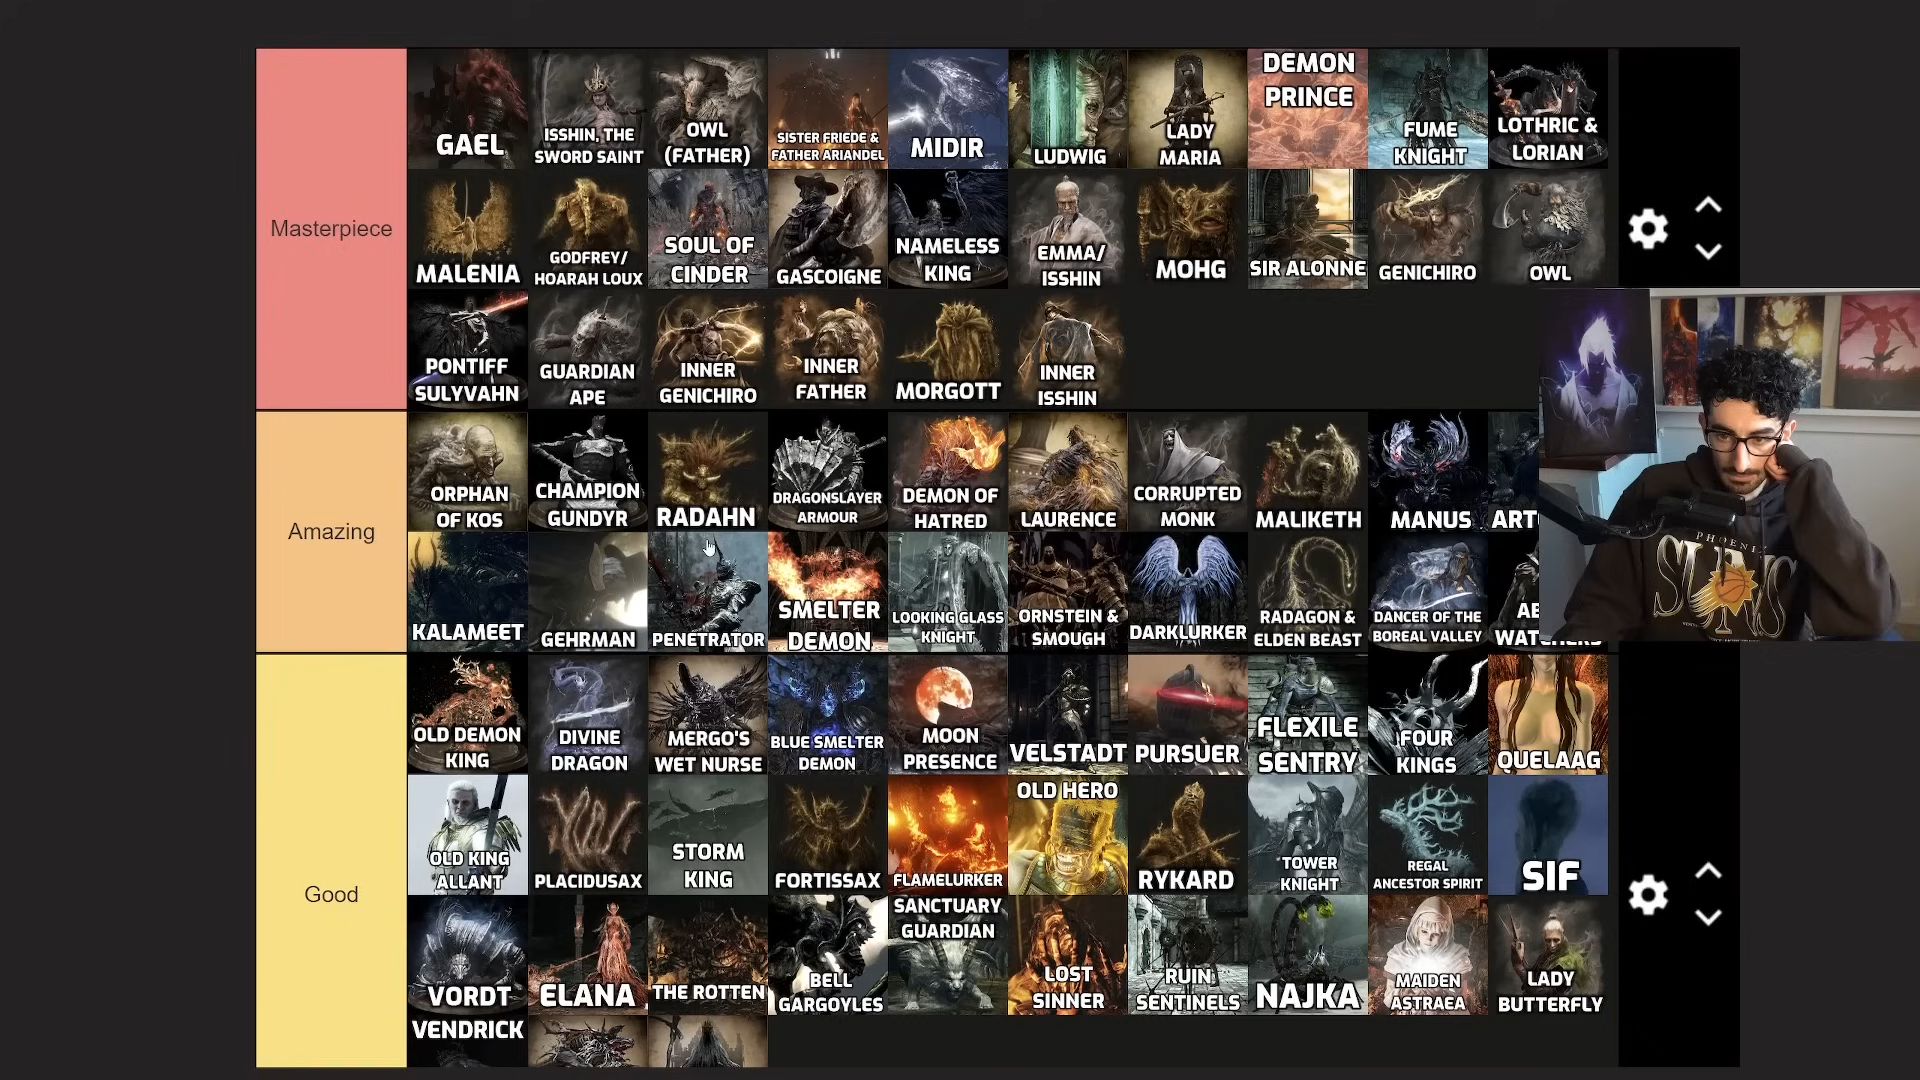 Masterpiece
GAEL
ISSHIN, THE
SWORD SAINT
OWL
(FATHER)
SISTER FRIEDE &
FATHER ARIANDEL
MIDIR
LUDWIG
LADY
MARIA
DEMON
PRINCE
FUME
KNIGHT
LOTHRIC &
LORIAN
MALENIA
GODFREY/
HOARAH LOUX
SOUL OF
CINDER
GASCOIGNE
NAMELESS
KING
EMMA/
ISSHIN
MOHG
SIR ALONNE
GENICHIRO
OWL
PONTIFF
SULYVAHN
GUARDIAN
APE
INNER
GENICHIRO
INNER
FATHER
MORGOTT
INNER
ISSHIN
Amazing
ORPHAN
OF KOS
CHAMPION
GUNDYR
RADAHN
DRAGONSLAYER
ARMOUR
DEMON OF
HATRED
LAURENCE
CORRUPTED
MONK
MALIKETH
MANUS
ART
KALAMEET
GEHRMAN
PENETRATOR
SMELTER
DEMON
LOOKING GLASS
KNIGHT
ORNSTEIN &
SMOUGH
DARKLURKER
RADAGON &
ELDEN BEAST
DANCER OF THE
BOREAL VALLEY
AB
WATCHERS
PHOENIX
SUNS
Good
OLD DEMON
KING
DIVINE
DRAGON
MERGO'S
WET NURSE
BLUE SMELTER
DEMON
MOON
PRESENCE
VELSTADT
PURSUER
FLEXILE
SENTRY
FOUR
KINGS
QUELAAG
OLD KING
ALLANT
PLACIDUSAX
STORM
KING
FORTISSAX
FLAMELURKER
OLD HERO
RYKARD
TOWER
KNIGHT
REGAL
ANCESTOR SPIRIT
SIF
VORDT
ELANA
THE ROTTEN
BELL
GARGOYLES
SANCTUARY
GUARDIAN
LOST
SINNER
RUIN
SENTINELS
NAJKA
MAIDEN
ASTRAEA
LADY
BUTTERFLY
VENDRICK